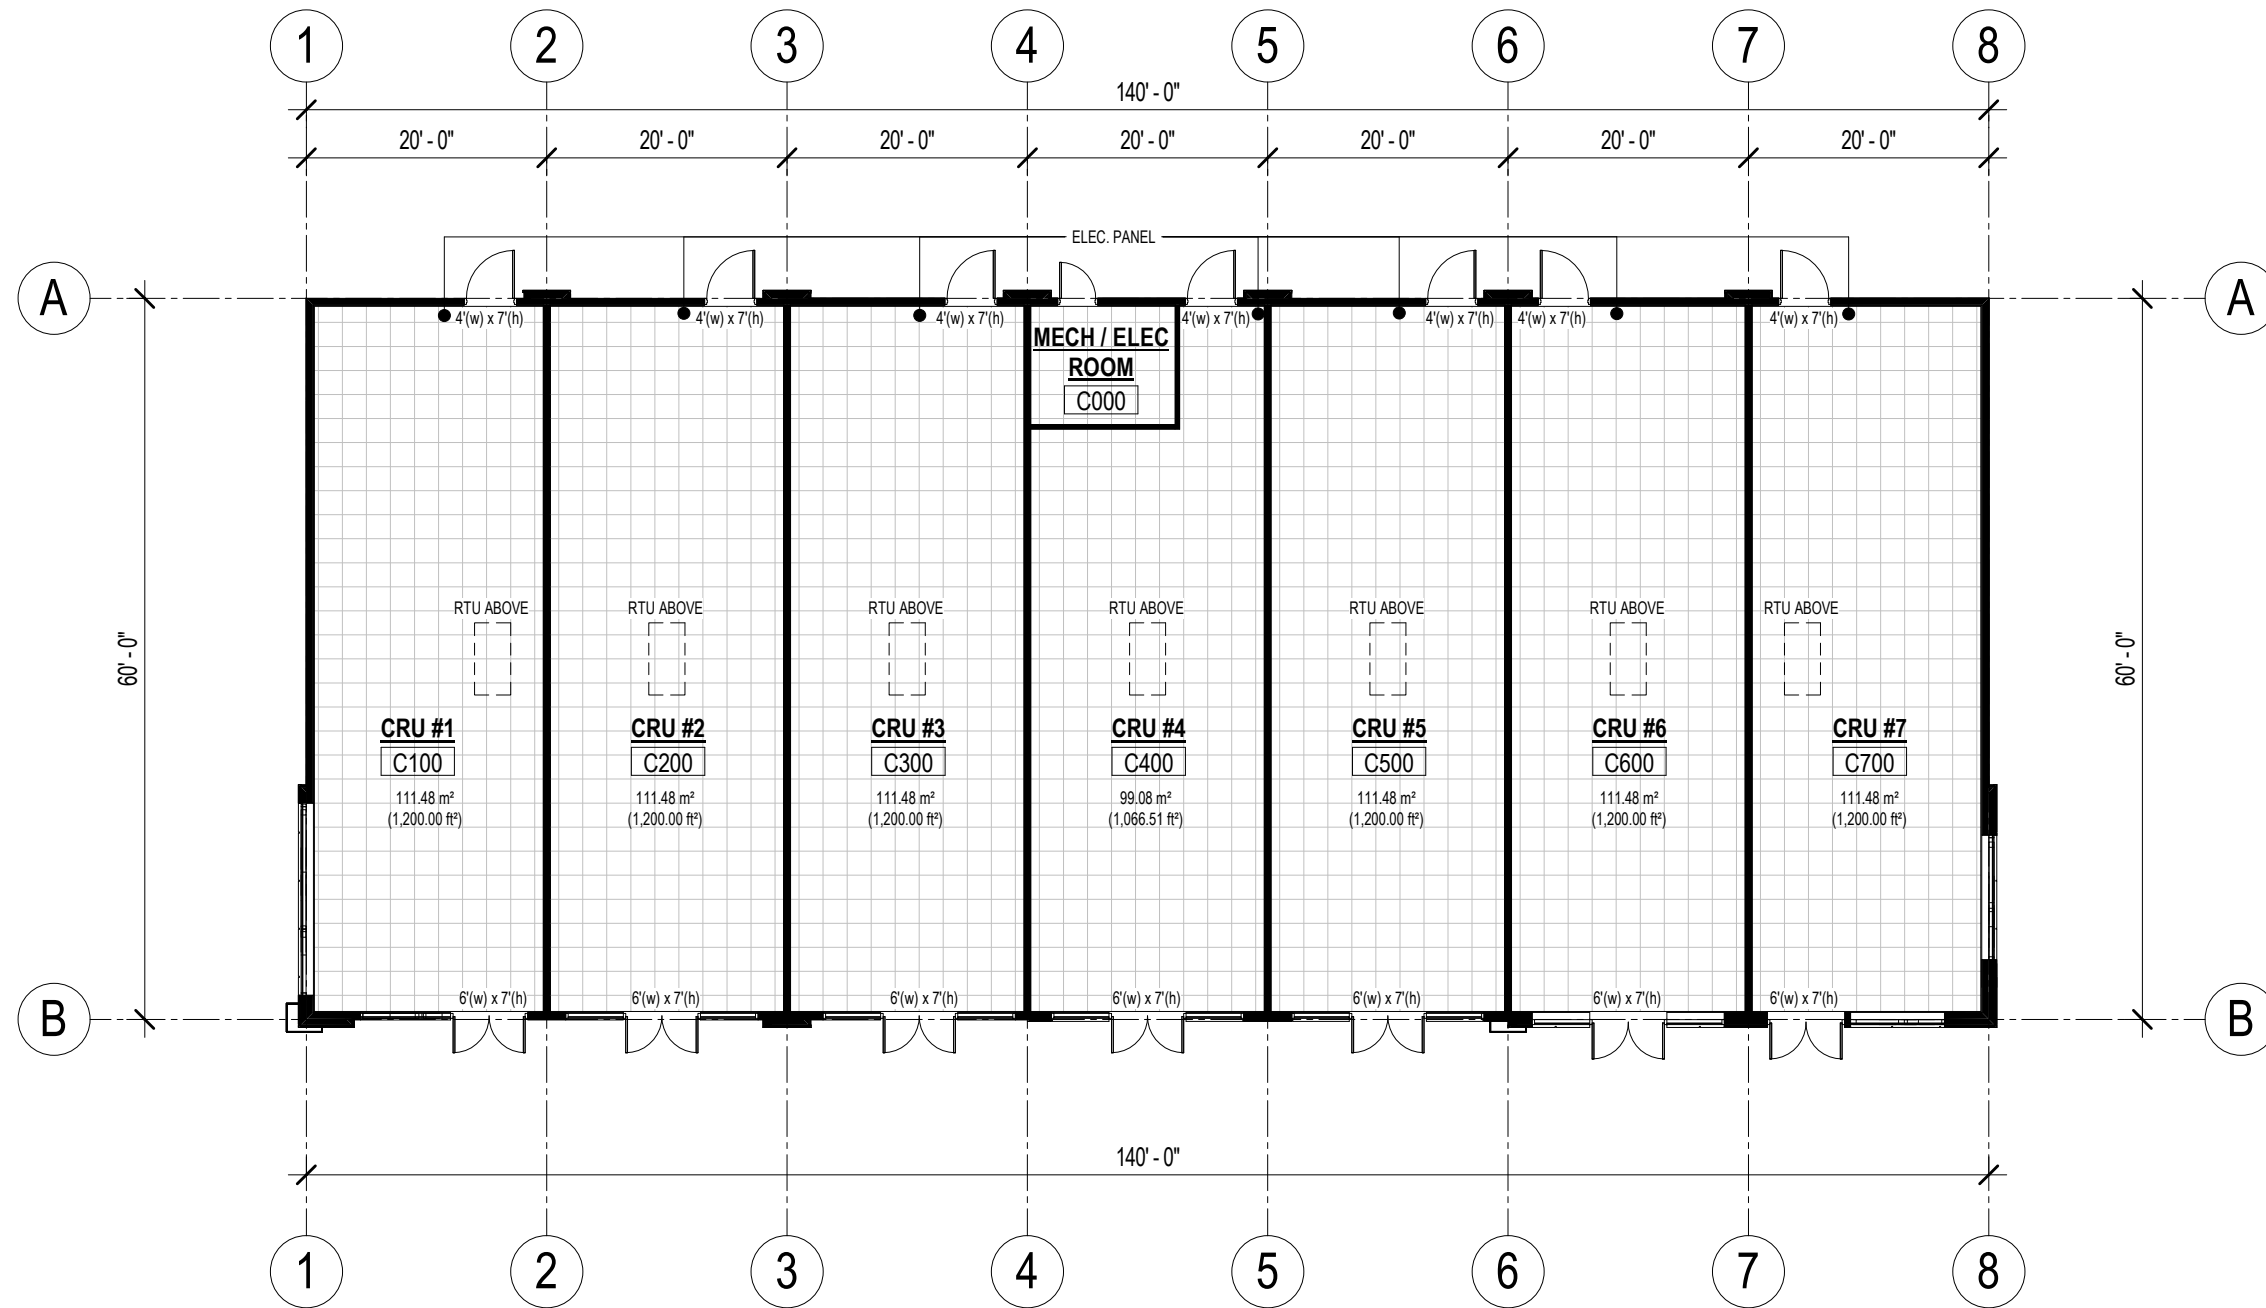 1 2 3 4 5 6 7 8
140' - 0"
20' - 0" 20' - 0" 20' - 0" 20' - 0" 20' - 0" 20' - 0" 20' - 0"
ELEC. PANEL
A A
4'(w) x 7'(h) 4'(w) x 7'(h) 4'(w) x 7'(h) 4'(w) x 7'(h) 4'(w) x 7'(h) 4'(w) x 7'(h) 4'(w) x 7'(h)
MECH / ELEC
ROOM
C000
RTU ABOVE RTU ABOVE RTU ABOVE RTU ABOVE RTU ABOVE RTU ABOVE RTU ABOVE
60' - 0" 60' - 0"
CRU #1 CRU #2 CRU #3 CRU #4 CRU #5 CRU #6 CRU #7
C100 C200 C300 C400 C500 C600 C700
111.48 m² 111.48 m² 111.48 m² 99.08 m² 111.48 m² 111.48 m² 111.48 m²
(1,200.00 ft²) (1,200.00 ft²) (1,200.00 ft²) (1,066.51 ft²) (1,200.00 ft²) (1,200.00 ft²) (1,200.00 ft²)
6'(w) x 7'(h) 6'(w) x 7'(h) 6'(w) x 7'(h) 6'(w) x 7'(h) 6'(w) x 7'(h) 6'(w) x 7'(h) 6'(w) x 7'(h)
B B
140' - 0"
1 2 3 4 5 6 7 8